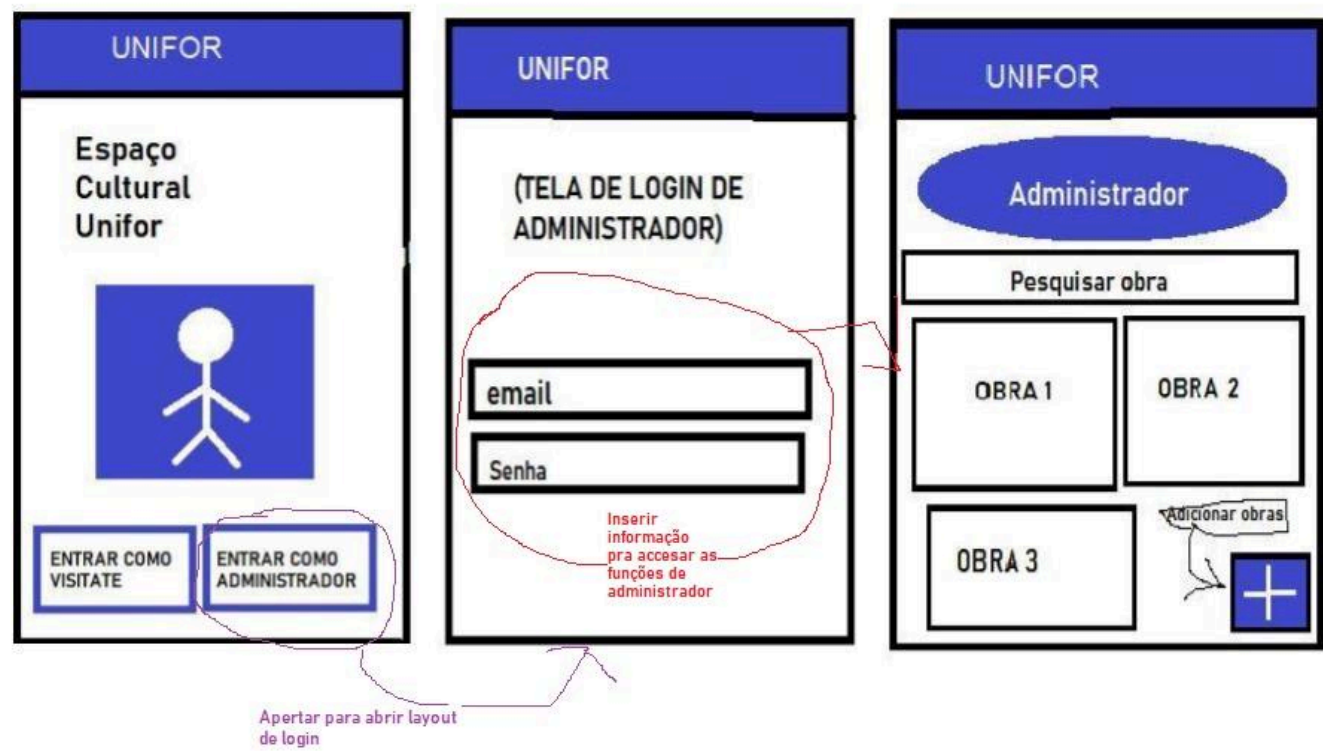 UNIFOR
Espaço
Cultural
Unifor
ENTRAR COMO
VISITATE
ENTRAR COMO
ADMINISTRADOR
Apertar para abrir layout
de login
UNIFOR
(TELA DE LOGIN DE
ADMINISTRADOR)
email
Senha
Inserir
informação
pra accesar as
funções de
administrador
UNIFOR
Administrador
Pesquisar obra
OBRA 1
OBRA 2
OBRA 3
Adicionar obras